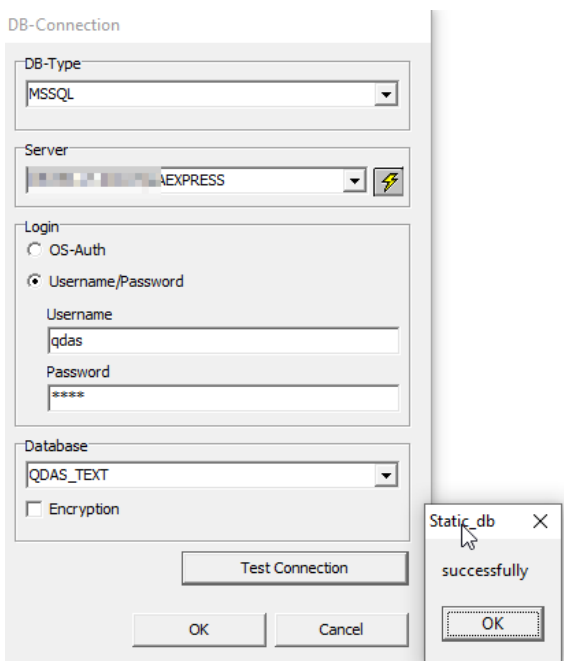 DB-Connection
DB-Type
MSSQL
Server
AEXPRESS
Login
OS-Auth
Username/Password
Username
qdas
Password
****
Database
QDAS_TEXT
Encryption
Test Connection
OK Cancel
Static_db
successfully
OK